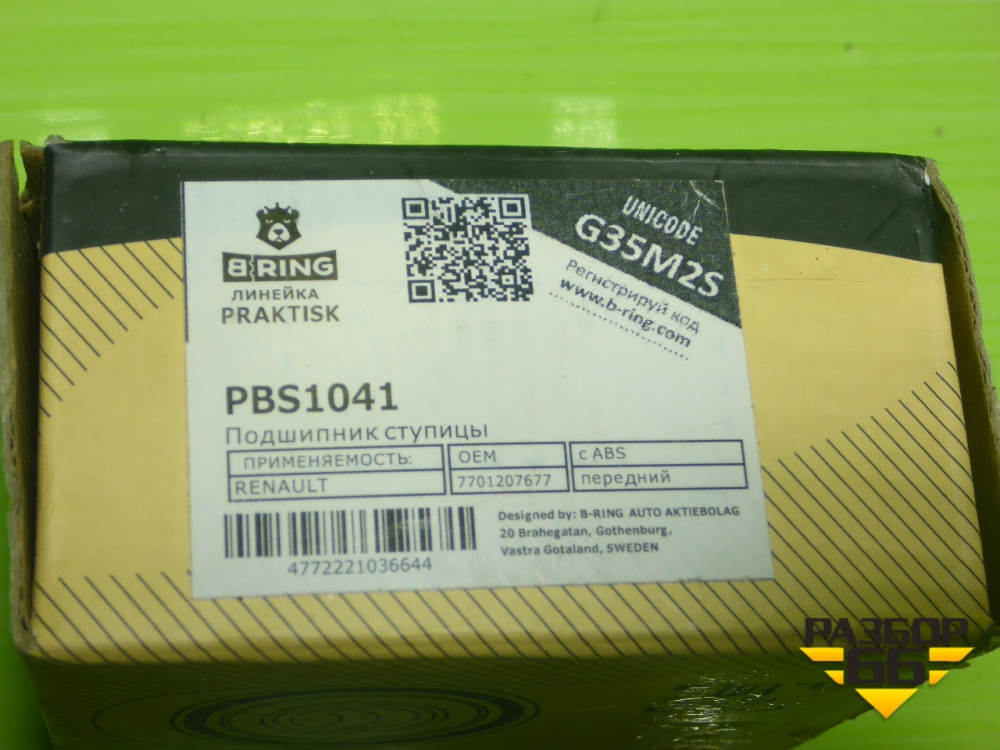 B-RING
ЛИНЕЙКА
PRAKTISK
UNICODE
G35M2S
Регистрируй код
www.b-ring.com
PBS1041
Подшипник ступицы
ПРИМЕНЯЕМОСТЬ:
OEM
с ABS
RENAULT
7701207677
передний
4772221036644
Designed by: B-RING AUTO AKTIEBOLAG
20 Brahegatan, Gothenburg,
Vastra Gotaland, SWEDEN
РАЗБОР
66